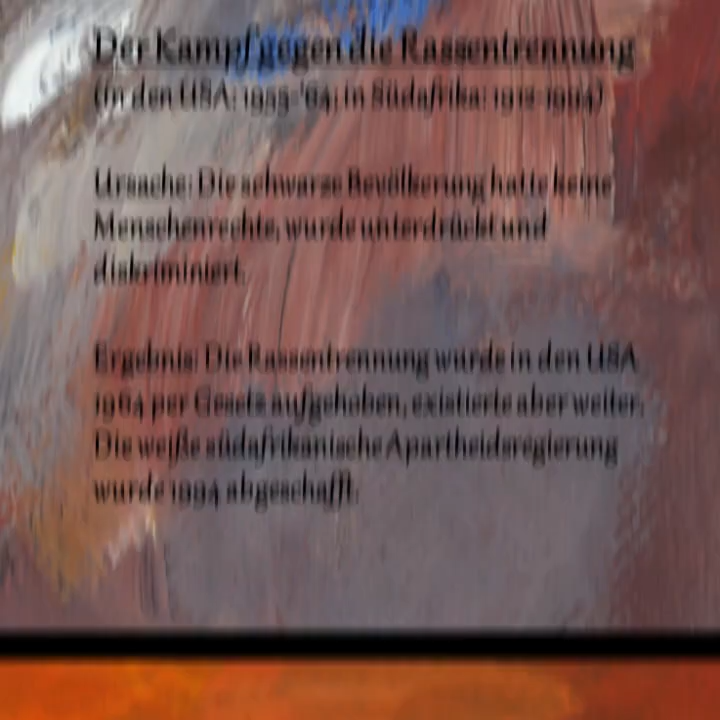 Der Kampf gegen die Rassentrennung
(in den USA: 1955-'64; in Südafrika: 1912-1994)
Ursache: Die schwarze Bevölkerung hatte keine
Menschenrechte, wurde unterdrückt und
diskriminiert.
Ergebnis: Die Rassentrennung wurde in den USA
1964 per Gesetz aufgehoben, existierte aber weiter.
Die weiße südafrikanische Apartheidsregierung
wurde 1994 abgeschafft.